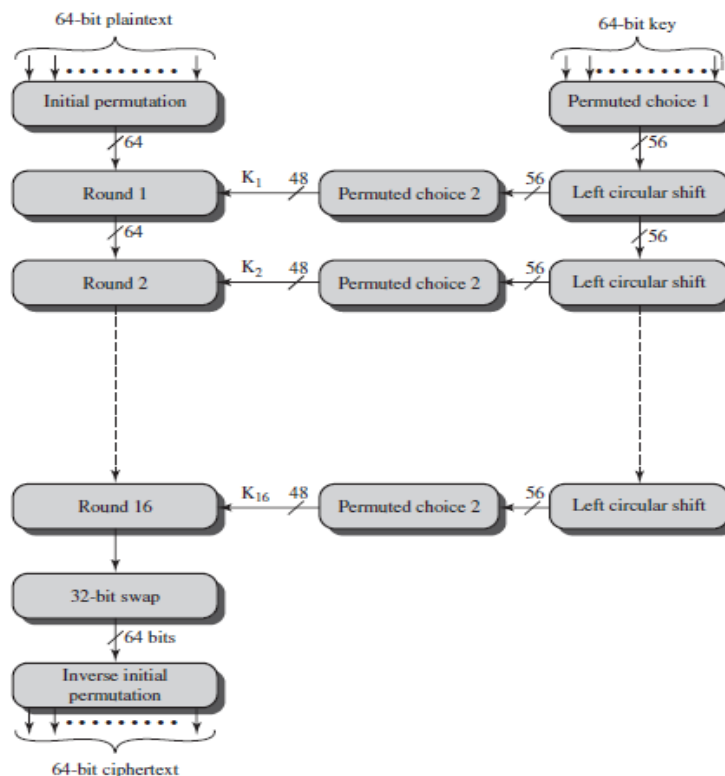 64-bit plaintext
64-bit key
Initial permutation
Permuted choice 1
64
56
Round 1
K1
48
Permuted choice 2
56
Left circular shift
64
56
Round 2
K2
48
Permuted choice 2
56
Left circular shift
Round 16
K16
48
Permuted choice 2
56
Left circular shift
32-bit swap
64 bits
Inverse initial
permutation
64-bit ciphertext